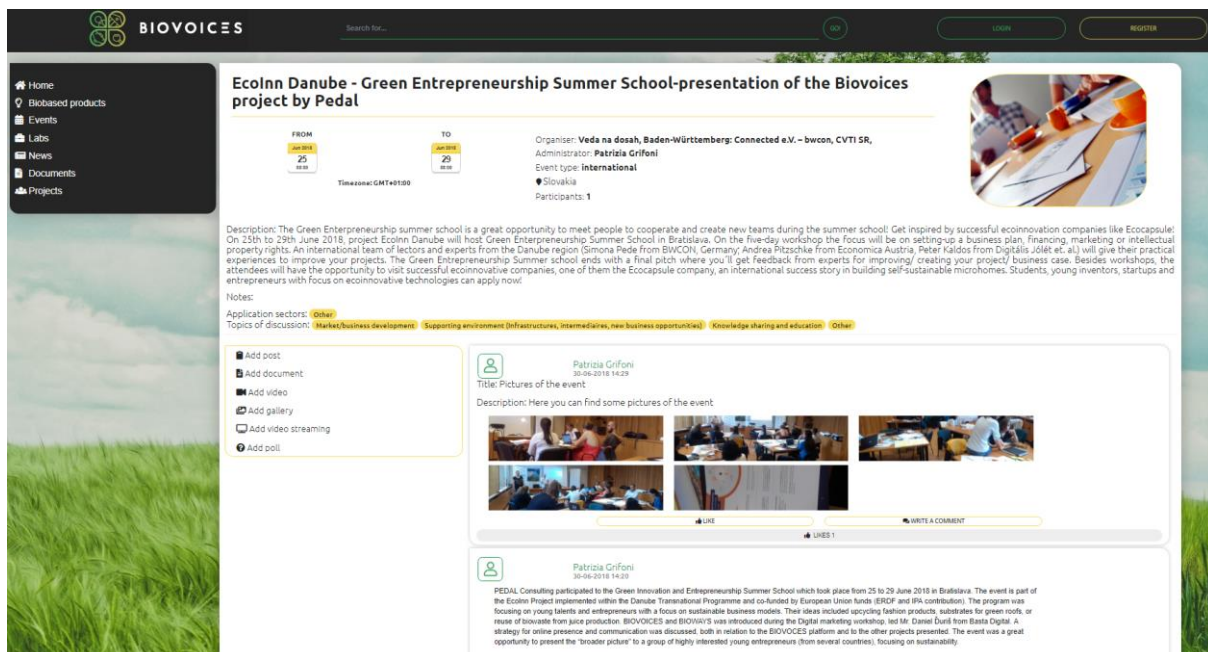 BIOVOICES
Search for...
GO!
LOGIN
REGISTER
Home
Biobased products
Events
Labs
News
Documents
Projects
EcoInn Danube - Green Entrepreneurship Summer School-presentation of the Biovoices
project by Pedal
FROM
TO
Jun 2018
25
00:00
Jun 2018
29
00:00
Timezone: GMT+01:00
Organiser: Veda na dosah, Baden-Württemberg: Connected e.V. – bwcon, CVTI SR,
Administrator: Patrizia Grifoni
Event type: international
Slovakia
Participants: 1
Description: The Green Enterpreneurship summer school is a great opportunity to meet people to cooperate and create new teams during the summer school! Get inspired by successful ecoinnovation companies like Ecocapsule:
On 25th to 29th June 2018, project EcoInn Danube will host Green Enterpreneurship Summer School in Bratislava. On the five-day workshop the focus will be on setting-up a business plan, financing, marketing or intellectual
property rights. An international team of lectors and experts from the Danube region (Simona Pede from BWCON, Germany; Andrea Pitzschke from Economica Austria, Peter Kaldos from Digitális Jólét et. al.) will give their practical
experiences to improve your projects. The Green Entrepreneurship Summer school ends with a final pitch where you´ll get feedback from experts for improving/ creating your project/ business case. Besides workshops, the
attendees will have the opportunity to visit successful ecoinnovative companies, one of them the Ecocapsule company, an international success story in building self-sustainable microhomes. Students, young inventors, startups and
entrepreneurs with focus on ecoinnovative technologies can apply now!
Notes:
Application sectors: Other
Topics of discussion: Market/business development Supporting environment (Infrastructures, intermediaires, new business opportunities) Knowledge sharing and education Other
Add post
Add document
Add video
Add gallery
Add video streaming
Add poll
Patrizia Grifoni
30-06-2018 14:29
Title: Pictures of the event
Description: Here you can find some pictures of the event
LIKE
WRITE A COMMENT
LIKES 1
Patrizia Grifoni
30-06-2018 14:20
PEDAL Consulting participated to the Green Innovation and Entrepreneurship Summer School which took place from 25 to 29 June 2018 in Bratislava. The event is part of
the EcoInn Project implemented within the Danube Transnational Programme and co-funded by European Union funds (ERDF and IPA contribution). The program was
focusing on young talents and entrepreneurs with a focus on sustainable business models. Their ideas included upcycling fashion products, substrates for green roofs, or
reuse of biowaste from juice production. BIOVOICES and BIOWAYS was introduced during the Digital marketing workshop, led Mr. Daniel Ďuriš from Basta Digital. A
strategy for online presence and communication was discussed, both in relation to the BIOVOCES platform and to the other projects presented. The event was a great
opportunity to present the "broader picture" to a group of highly interested young entrepreneurs (from several countries), focusing on sustainability.